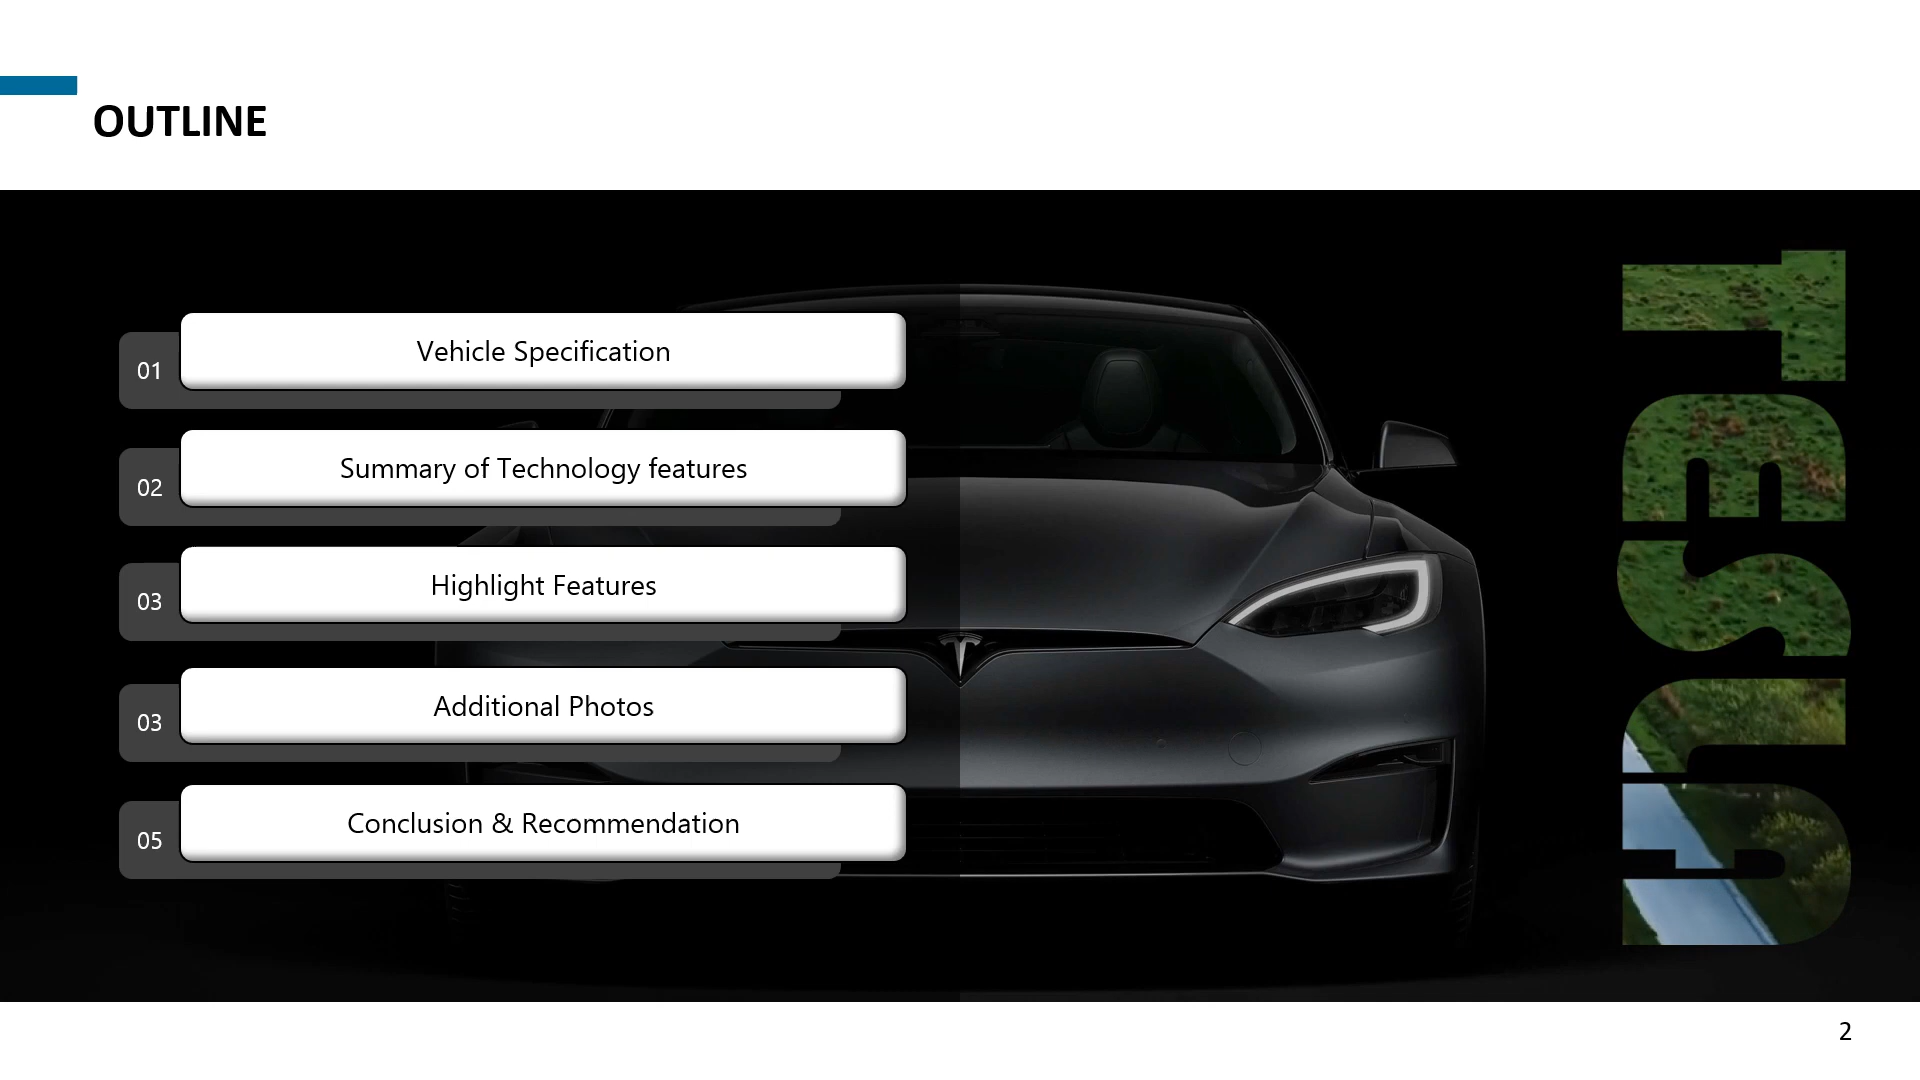 OUTLINE
01
Vehicle Specification
02
Summary of Technology features
03
Highlight Features
03
Additional Photos
05
Conclusion & Recommendation
TESLA
2